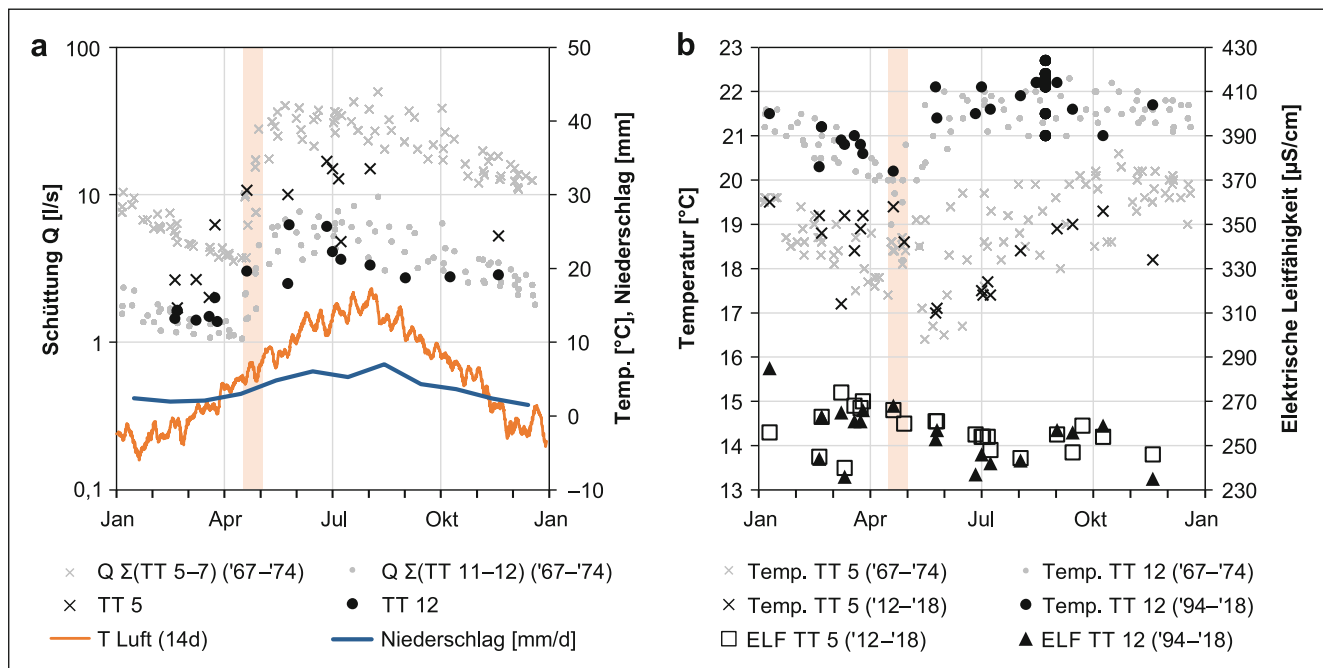 a
Schüttung Q [l/s]
100
10
1
0,1
50
40
30
20
10
0
–10
Temp. [°C], Niederschlag [mm]
Jan
Apr
Jul
Okt
Jan
Q Σ(TT 5–7) ('67–'74)
Q Σ(TT 11–12) ('67–'74)
TT 5
TT 12
T Luft (14d)
Niederschlag [mm/d]
b
Temperatur [°C]
23
22
21
20
19
18
17
16
15
14
13
430
410
390
370
350
330
310
290
270
250
230
Elektrische Leitfähigkeit [µS/cm]
Jan
Apr
Jul
Okt
Jan
Temp. TT 5 ('67–'74)
Temp. TT 12 ('67–'74)
Temp. TT 5 ('12–'18)
Temp. TT 12 ('94–'18)
ELF TT 5 ('12–'18)
ELF TT 12 ('94–'18)